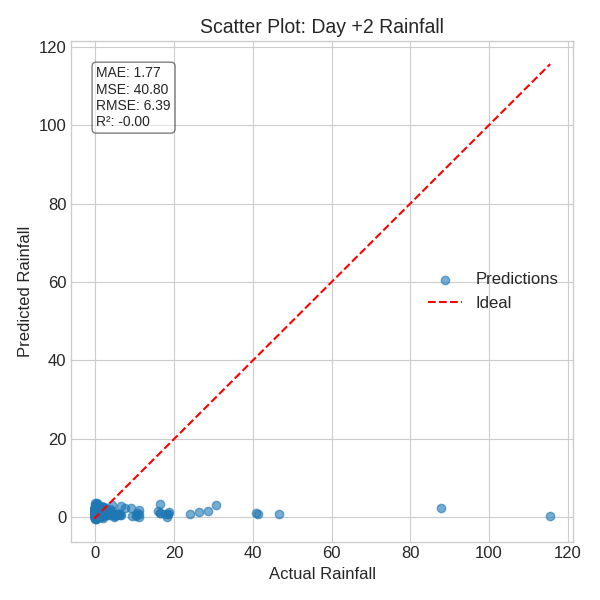 Scatter Plot: Day +2 Rainfall
120
100
80
60
40
20
0
MAE: 1.77
MSE: 40.80
RMSE: 6.39
R²: -0.00
Predicted Rainfall
Predictions
Ideal
0 20 40 60 80 100 120
Actual Rainfall